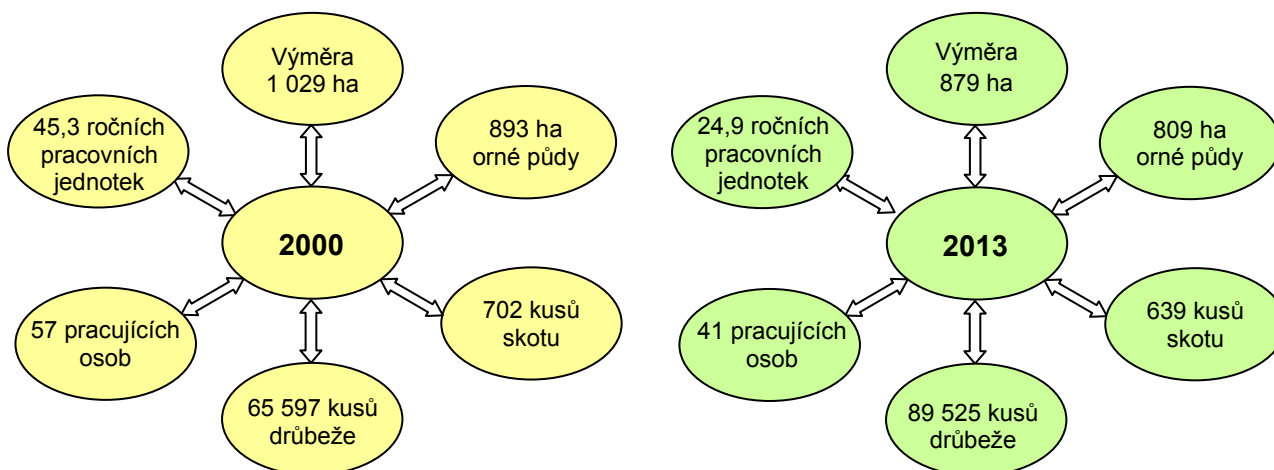 Výměra
1 029 ha
45,3 ročních
pracovních
jednotek
893 ha
orné půdy
2000
57 pracujících
osob
702 kusů
skotu
65 597 kusů
drůbeže
Výměra
879 ha
24,9 ročních
pracovních
jednotek
809 ha
orné půdy
2013
41 pracujících
osob
639 kusů
skotu
89 525 kusů
drůbeže